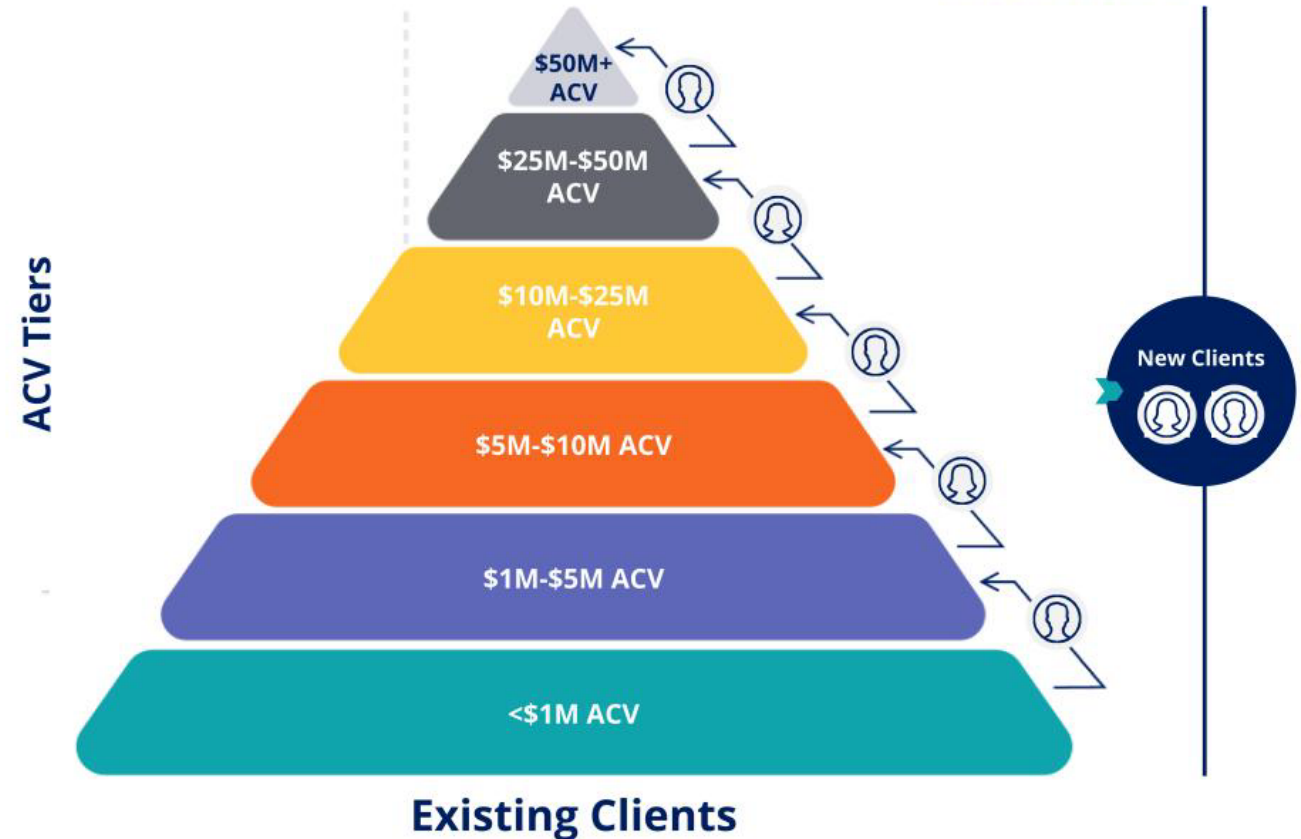 $50M+
ACV
$25M-$50M
ACV
$10M-$25M
ACV
$5M-$10M ACV
$1M-$5M ACV
<$1M ACV
ACV Tiers
Existing Clients
New Clients